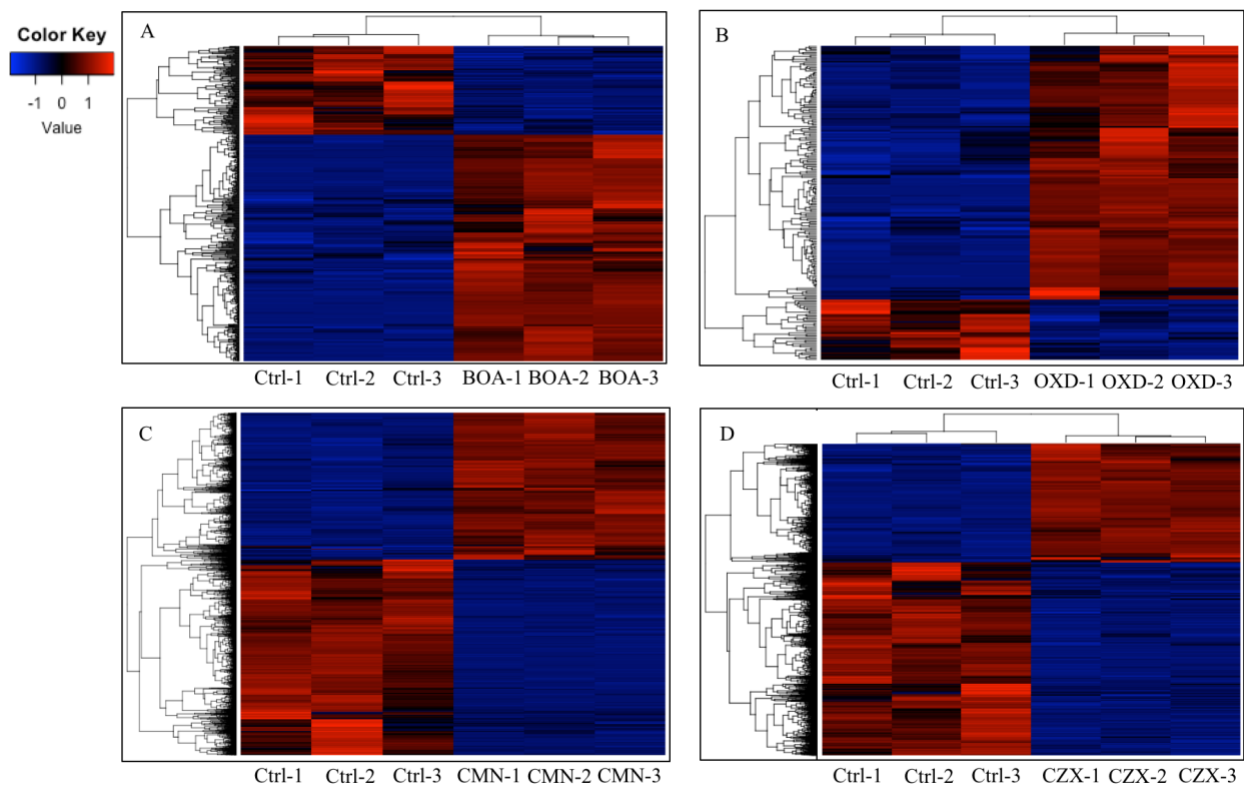 Color Key
-1 0 1
Value
A
Ctrl-1 Ctrl-2 Ctrl-3 BOA-1 BOA-2 BOA-3
B
Ctrl-1 Ctrl-2 Ctrl-3 OXD-1 OXD-2 OXD-3
C
Ctrl-1 Ctrl-2 Ctrl-3 CMN-1 CMN-2 CMN-3
D
Ctrl-1 Ctrl-2 Ctrl-3 CZX-1 CZX-2 CZX-3